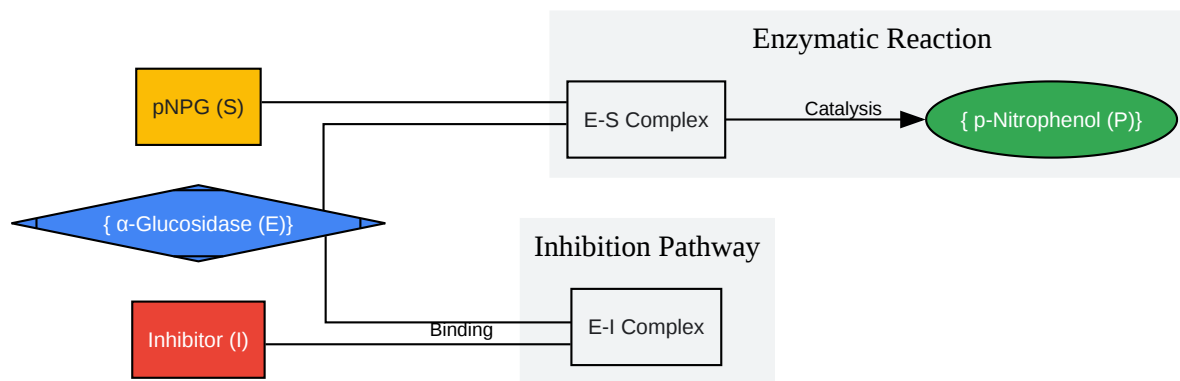 Enzymatic Reaction
pNPG (S)
E-S Complex
Catalysis
{ p-Nitrophenol (P)}
{ α-Glucosidase (E)}
Inhibition Pathway
Inhibitor (I)
Binding
E-I Complex